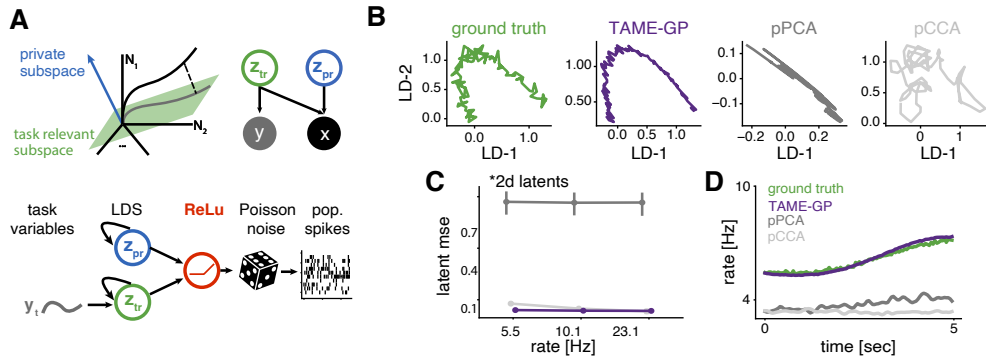 A
private
subspace
N1
N2
...
task relevant
subspace
Ztr
Zpr
y
x
task
variables
LDS
ReLu
Poisson
noise
pop.
spikes
Zpr
Ztr
yt
B
ground truth
TAME-GP
pPCA
pCCA
LD-2
1.0
0.5
0.0
0.0
1.0
LD-1
1.00
0.50
0.0
0.5
1.0
LD-1
0.1
0.0
−0.1
−0.2
0.0
0.2
LD-1
1.0
0.5
0.0
0
1
LD-1
C
*2d latents
latent mse
0.7
0.4
0.1
5.5
10.1
23.1
rate [Hz]
D
ground truth
TAME-GP
pPCA
pCCA
rate [Hz]
10
4
0
5
time [sec]